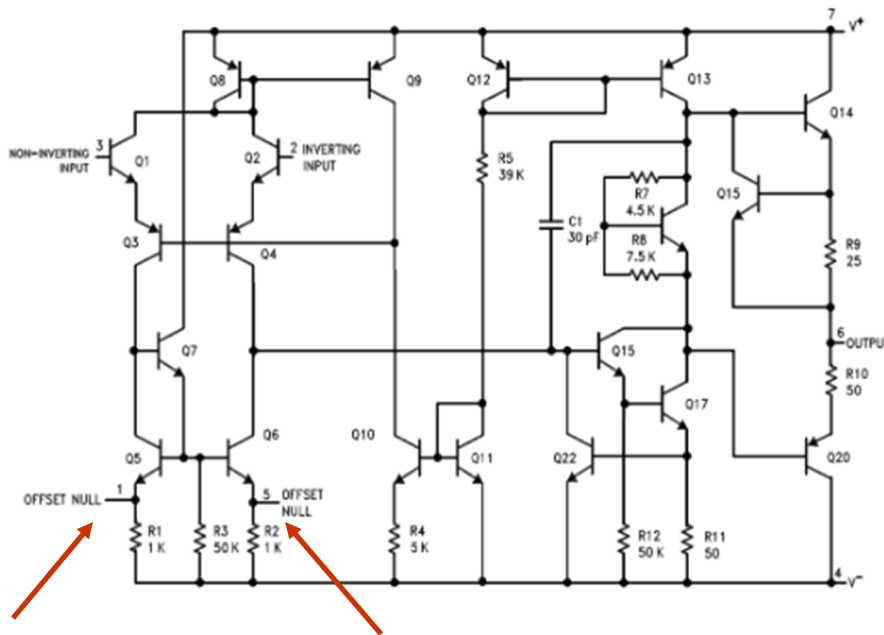 7
V+
Q8
Q9
Q12
Q13
Q14
3
NON-INVERTING
INPUT
Q1
Q2
2
INVERTING
INPUT
R5
39 K
R7
4.5 K
Q15
Q3
Q4
C1
30 pF
R8
7.5 K
R9
25
6
OUTPU
Q7
Q15
R10
50
Q17
Q5
Q6
Q10
Q11
Q22
Q20
OFFSET NULL
1
5
OFFSET
NULL
R1
1 K
R3
50 K
R2
1 K
R4
5 K
R12
50 K
R11
50
4
V-